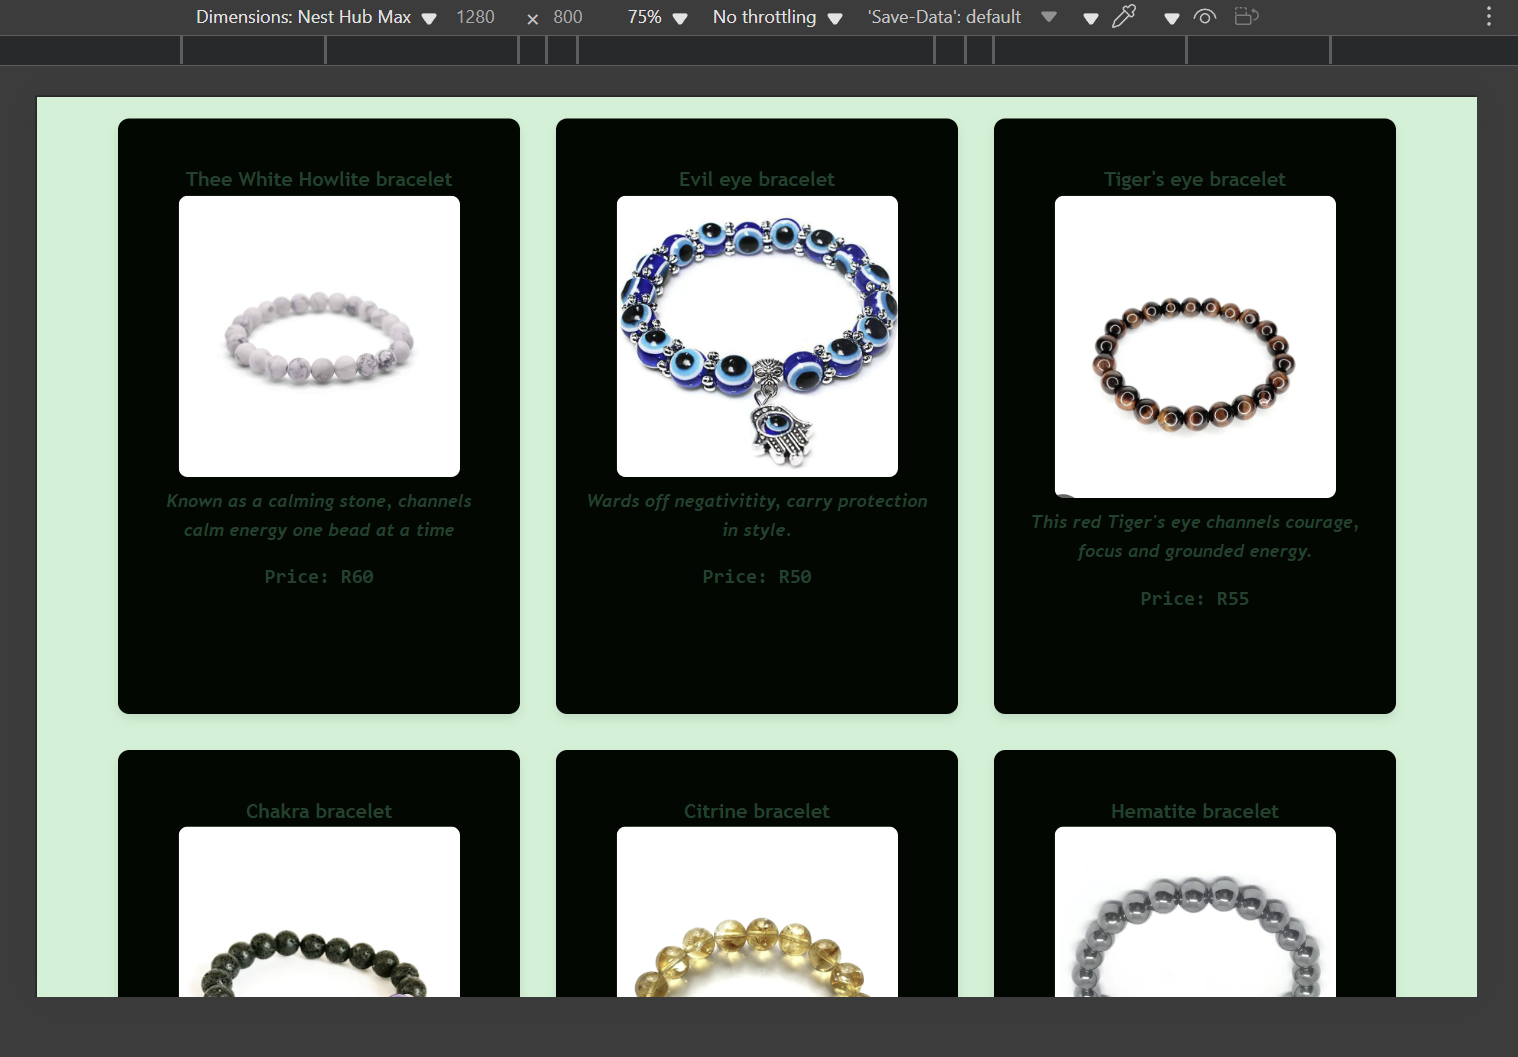 Dimensions: Nest Hub Max 1280 × 800 75% No throttling 'Save-Data': default
Thee White Howlite bracelet
Known as a calming stone, channels
calm energy one bead at a time
Price: R60
Evil eye bracelet
Wards off negativitity, carry protection
in style.
Price: R50
Tiger's eye bracelet
This red Tiger's eye channels courage,
focus and grounded energy.
Price: R55
Chakra bracelet
Citrine bracelet
Hematite bracelet